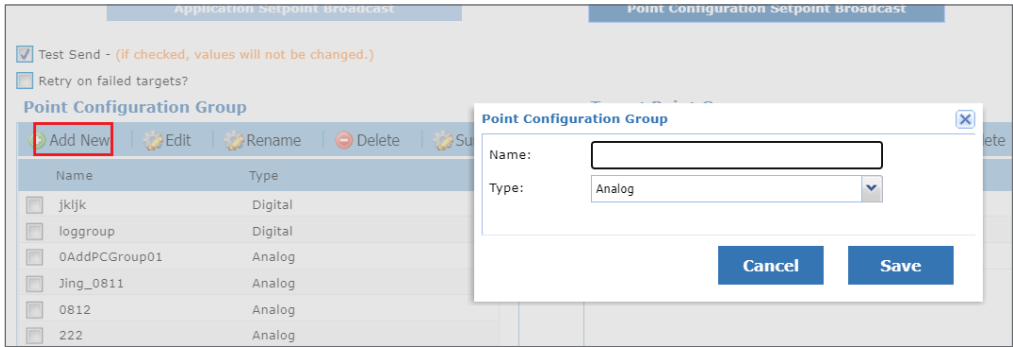 Application Setpoint Broadcast
Point Configuration Setpoint Broadcast
Test Send - (if checked, values will not be changed.)
Retry on failed targets?
Point Configuration Group
Add New Edit Rename Delete Su
Name Type
jkljk Digital
loggroup Digital
0AddPCGroup01 Analog
Jing_0811 Analog
0812 Analog
222 Analog
Point Configuration Group
Name:
Type: Analog
Cancel Save
lete